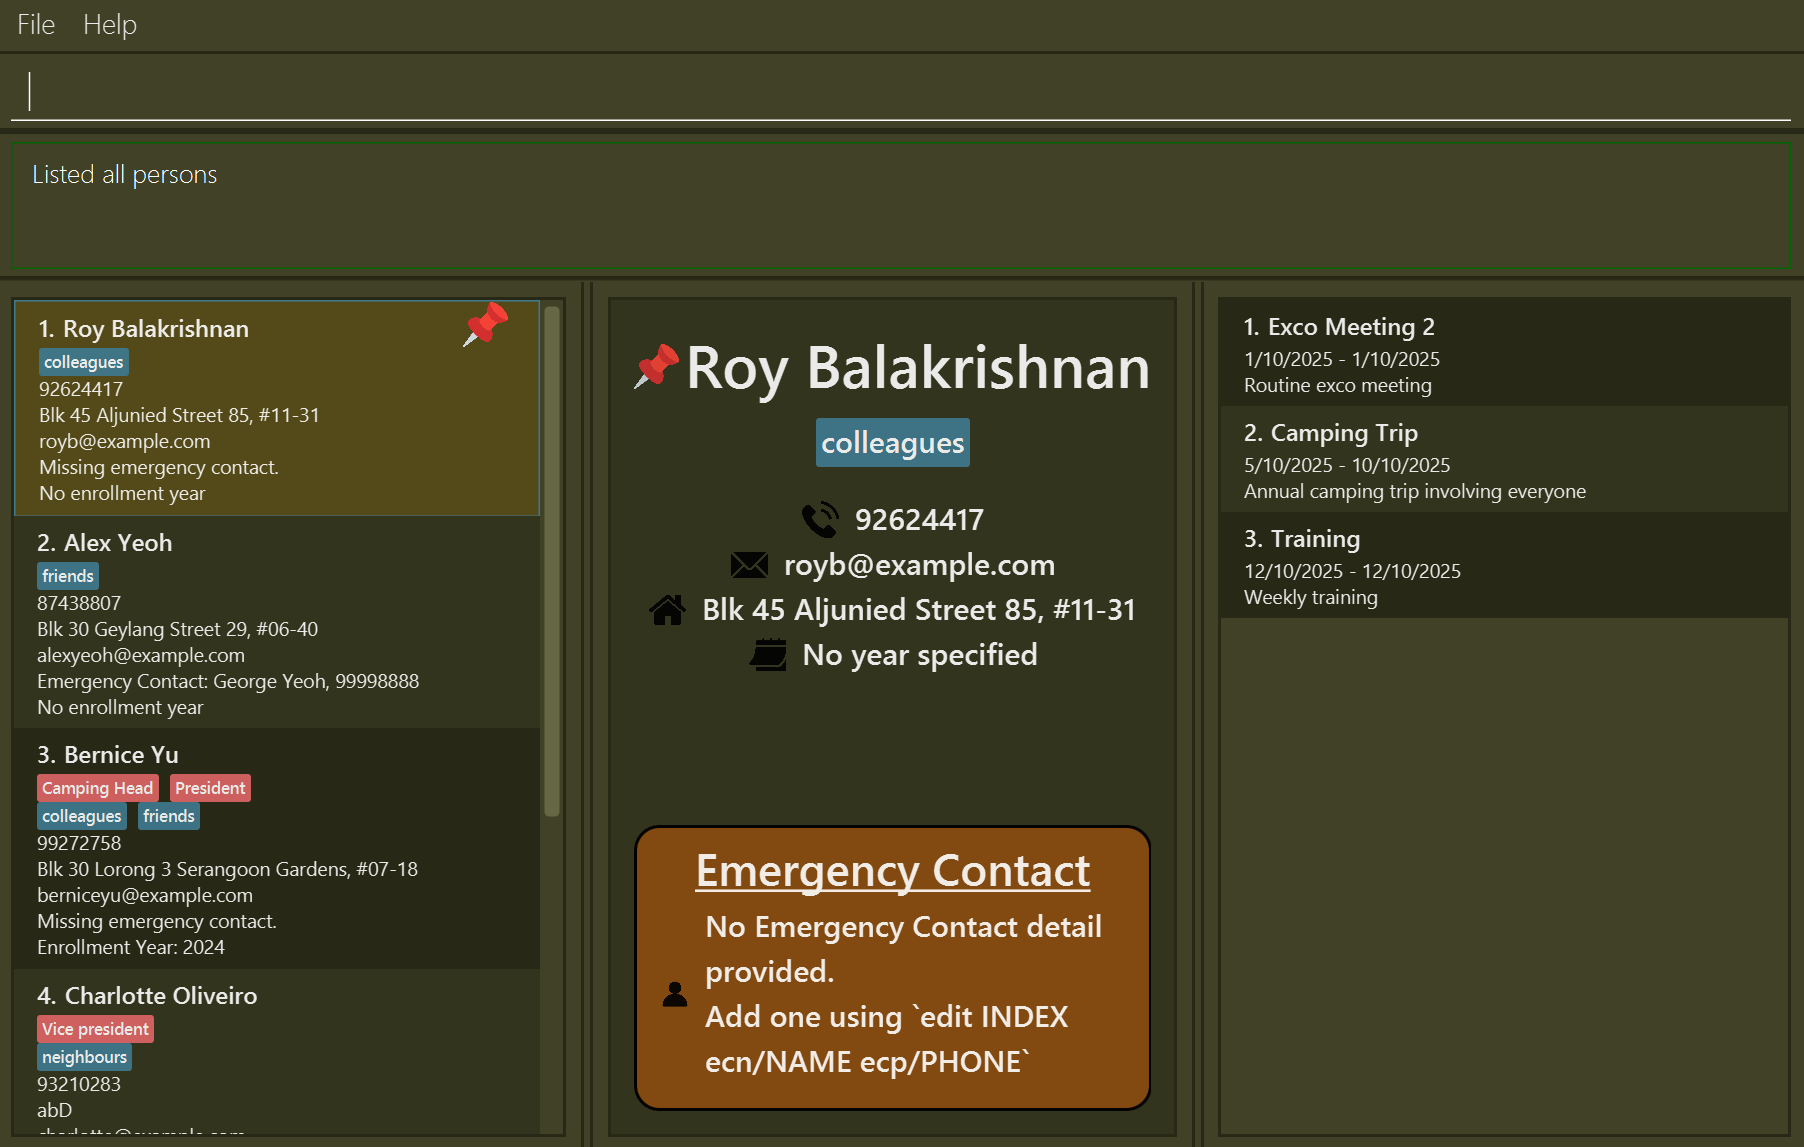 File Help
Listed all persons
1. Roy Balakrishnan
colleagues
92624417
Blk 45 Aljunied Street 85, #11-31
royb@example.com
Missing emergency contact.
No enrollment year
2. Alex Yeoh
friends
87438807
Blk 30 Geylang Street 29, #06-40
alexyeoh@example.com
Emergency Contact: George Yeoh, 99998888
No enrollment year
3. Bernice Yu
Camping Head President
colleagues friends
99272758
Blk 30 Lorong 3 Serangoon Gardens, #07-18
berniceyu@example.com
Missing emergency contact.
Enrollment Year: 2024
4. Charlotte Oliveiro
Vice president
neighbours
93210283
abD
Roy Balakrishnan
colleagues
92624417
royb@example.com
Blk 45 Aljunied Street 85, #11-31
No year specified
Emergency Contact
No Emergency Contact detail
provided.
Add one using `edit INDEX
ecn/NAME ecp/PHONE`
1. Exco Meeting 2
1/10/2025 - 1/10/2025
Routine exco meeting
2. Camping Trip
5/10/2025 - 10/10/2025
Annual camping trip involving everyone
3. Training
12/10/2025 - 12/10/2025
Weekly training